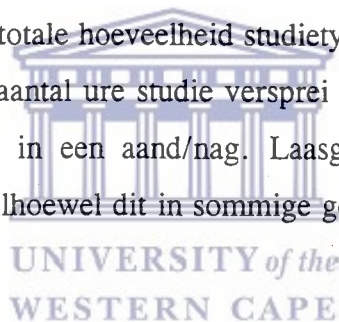 totale hoeveelheid studiety
aantal ure studie versprei
in een aand/nag. Laasg
lhoewel dit in sommige g
UNIVERSITY of the
WESTERN CAPE